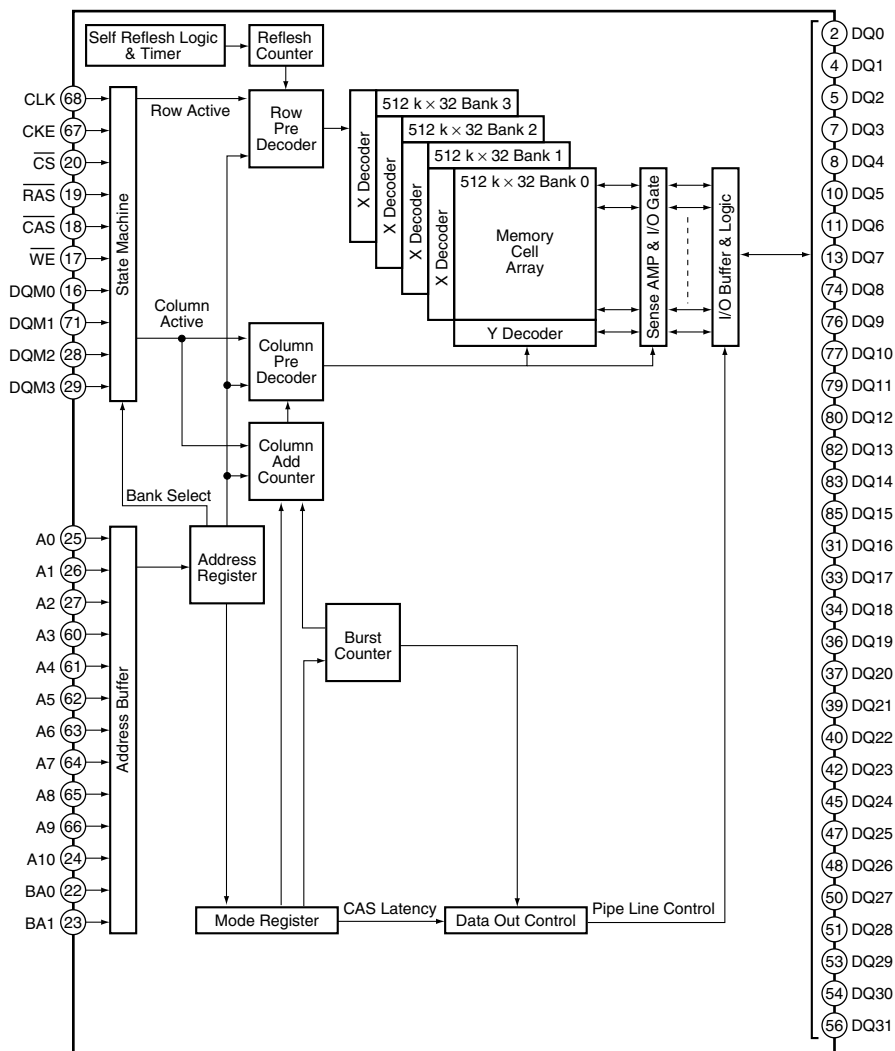 Self Reflesh Logic
& Timer
Reflesh
Counter
CLK 68
CKE 67
CS 20
RAS 19
CAS 18
WE 17
DQM0 16
DQM1 71
DQM2 28
DQM3 29
State Machine
Row Active
Row
Pre
Decoder
Column
Active
Column
Pre
Decoder
Column
Add
Counter
Bank Select
X Decoder
512 k × 32 Bank 3
X Decoder
512 k × 32 Bank 2
X Decoder
512 k × 32 Bank 1
X Decoder
512 k × 32 Bank 0
Memory
Cell
Array
Y Decoder
Sense AMP & I/O Gate
I/O Buffer & Logic
A0 25
A1 26
A2 27
A3 60
A4 61
A5 62
A6 63
A7 64
A8 65
A9 66
A10 24
BA0 22
BA1 23
Address Buffer
Address
Register
Burst
Counter
Mode Register
CAS Latency
Data Out Control
Pipe Line Control
2 DQ0
4 DQ1
5 DQ2
7 DQ3
8 DQ4
10 DQ5
11 DQ6
13 DQ7
74 DQ8
76 DQ9
77 DQ10
79 DQ11
80 DQ12
82 DQ13
83 DQ14
85 DQ15
31 DQ16
33 DQ17
34 DQ18
36 DQ19
37 DQ20
39 DQ21
40 DQ22
42 DQ23
45 DQ24
47 DQ25
48 DQ26
50 DQ27
51 DQ28
53 DQ29
54 DQ30
56 DQ31